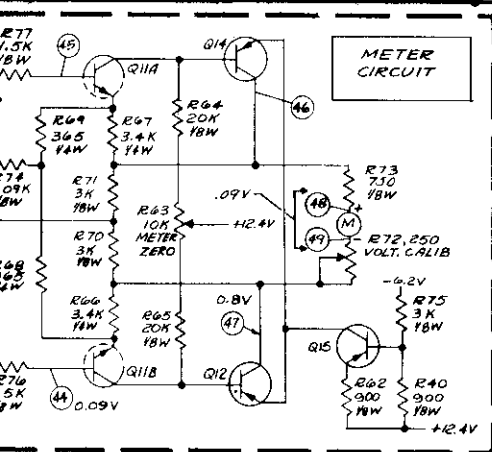 R77
1.5K
1/8W
45
Q11A
Q14
METER
CIRCUIT
46
R64
20K
1/8W
R69
365
1/4W
R67
3.4K
1/4W
R74
.09K
1/8W
R71
3K
1/8W
R73
750
1/8W
.09V
48
+
M
49
-
R63
10K
METER
ZERO
+12.4V
R72, 250
VOLT. CALIB
R70
3K
1/8W
-6.2V
R68
365
1/4W
R66
3.4K
1/4W
R65
20K
1/8W
0.8V
47
R75
3K
1/8W
Q15
Q11B
Q12
R76
.5K
1/8W
44
0.09V
R62
900
1/8W
R40
900
1/8W
+12.4V